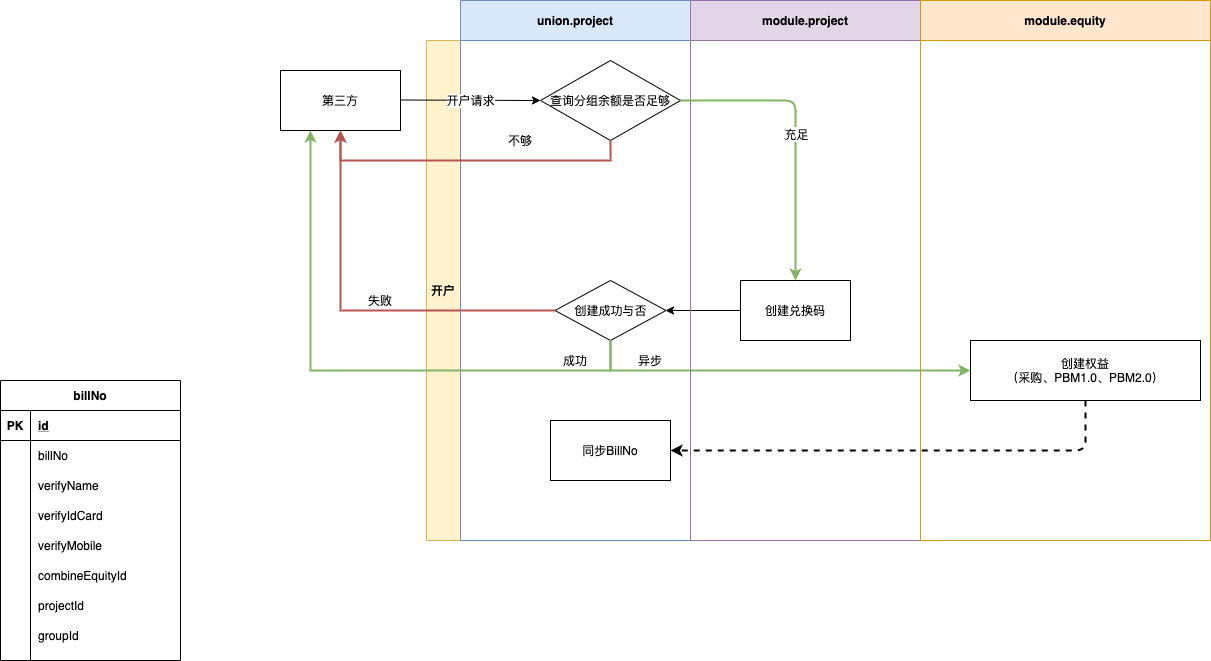 union.project
module.project
module.equity
第三方
开户请求
查询分组余额是否足够
充足
不够
开户
失败
创建成功与否
创建兑换码
成功
异步
创建权益
（采购、PBM1.0、PBM2.0）
同步BillNo
billNo
PK
id
billNo
verifyName
verifyIdCard
verifyMobile
combineEquityId
projectId
groupId